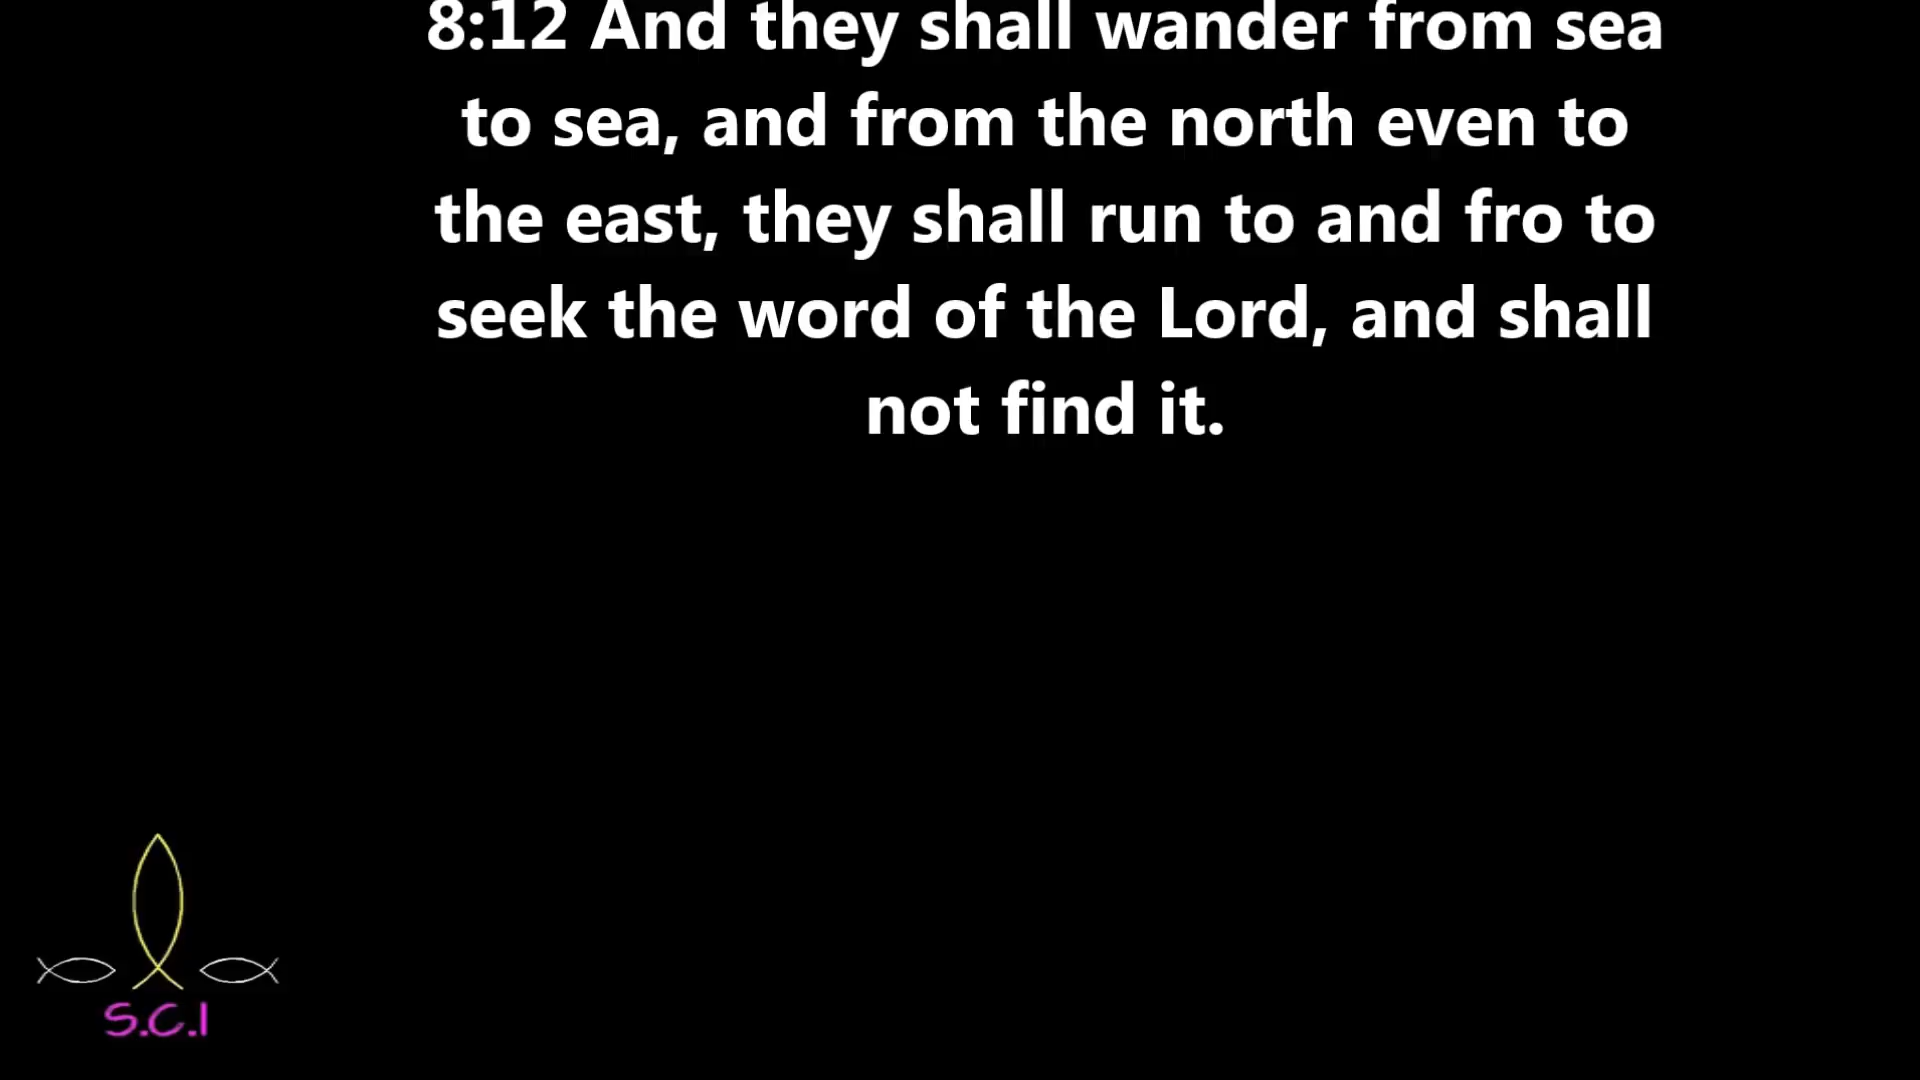 8:12 And they shall wander from sea
to sea, and from the north even to
the east, they shall run to and fro to
seek the word of the Lord, and shall
not find it.
S.C.I